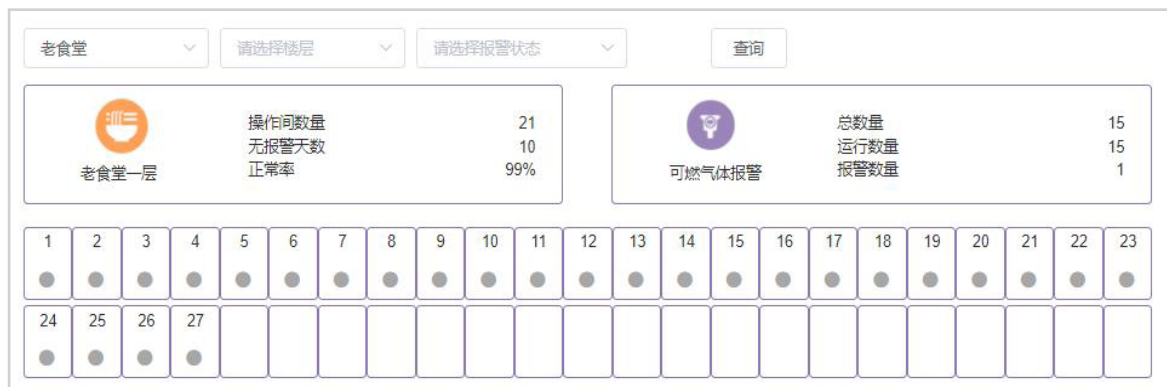 老食堂 请选择楼层 请选择报警状态 查询
操作间数量 21
无报警天数 10
正常率 99%
老食堂一层
总数量 15
运行数量 15
报警数量 1
可燃气体报警
1 2 3 4 5 6 7 8 9 10 11 12 13 14 15 16 17 18 19 20 21 22 23
24 25 26 27